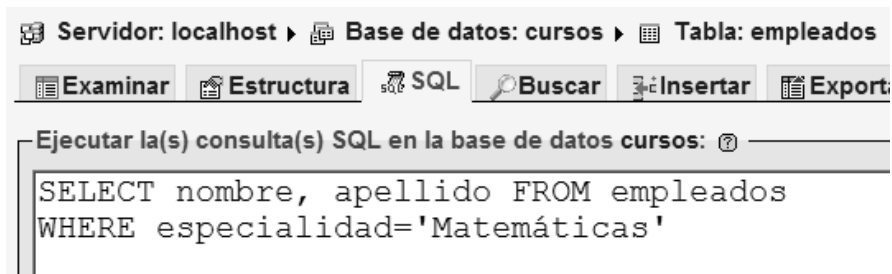 Servidor: localhost ▸ Base de datos: cursos ▸ Tabla: empleados
Examinar Estructura SQL Buscar Insertar Exporta
Ejecutar la(s) consulta(s) SQL en la base de datos cursos:
SELECT nombre, apellido FROM empleados
WHERE especialidad='Matemáticas'